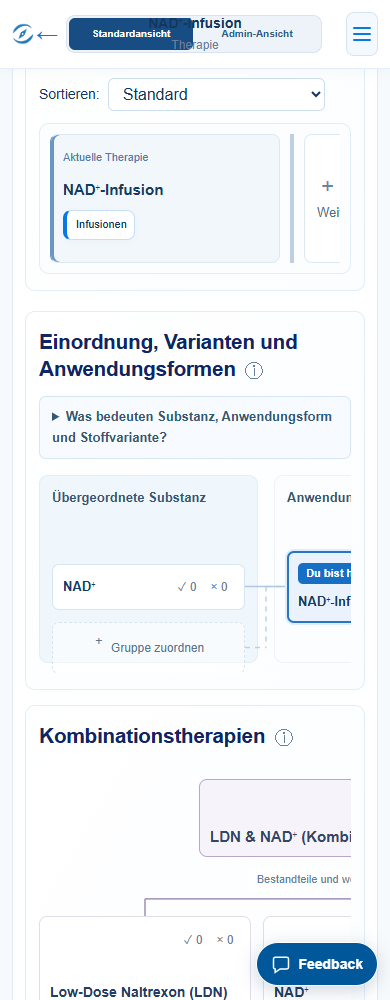 NAD⁺-Infusion
Standardansicht
Admin-Ansicht
Therapie
Sortieren: Standard
Aktuelle Therapie
NAD⁺-Infusion
Infusionen
+
Wei
Einordnung, Varianten und
Anwendungsformen ⓘ
▶ Was bedeuten Substanz, Anwendungsform
und Stoffvariante?
Übergeordnete Substanz
Anwendun
Du bist h
NAD⁺ ✓ 0 × 0
NAD⁺-Inf
+ Gruppe zuordnen
Kombinationstherapien ⓘ
LDN & NAD⁺ (Kombi
Bestandteile und we
✓ 0 × 0
Feedback
Low-Dose Naltrexon (LDN)
NAD⁺